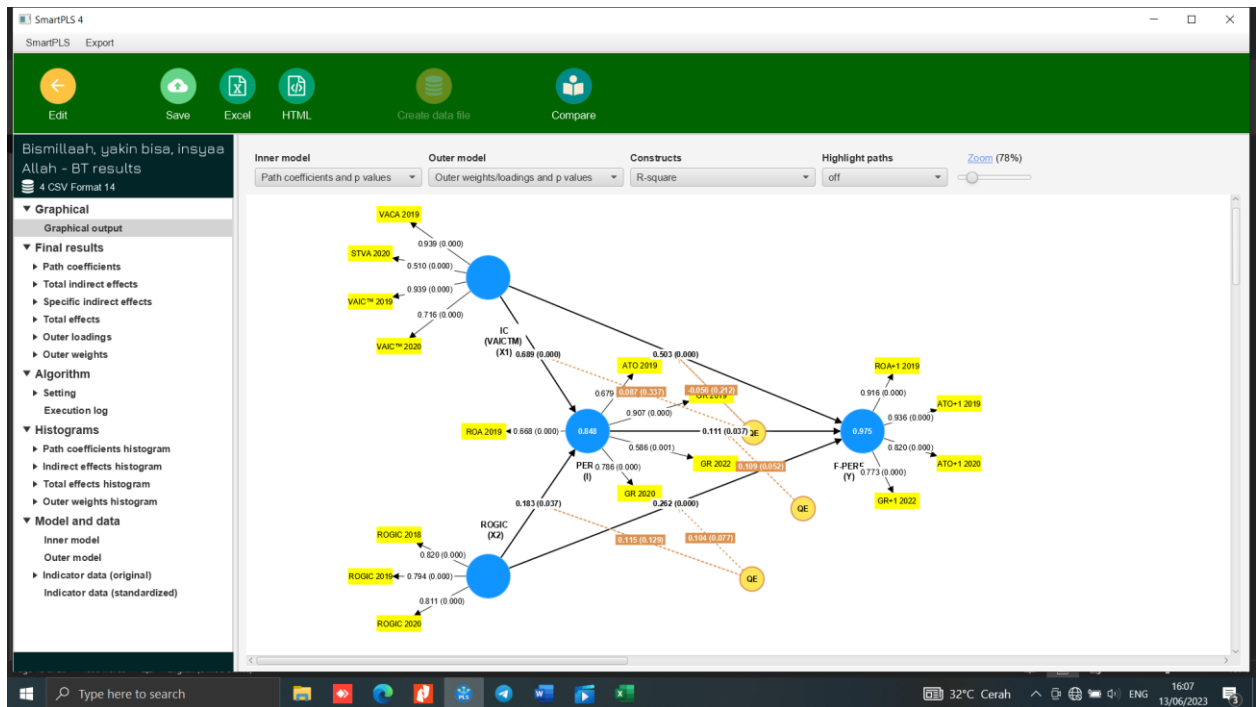 SmartPLS 4
SmartPLS Export
Edit Save Excel HTML Create data file Compare
Bismillaah, yakin bisa, insyaa
Allah - BT results
4 CSV Format 14
Graphical
Graphical output
Final results
Path coefficients
Total indirect effects
Specific indirect effects
Total effects
Outer loadings
Outer weights
Algorithm
Setting
Execution log
Histograms
Path coefficients histogram
Indirect effects histogram
Total effects histogram
Outer weights histogram
Model and data
Inner model
Outer model
Indicator data (original)
Indicator data (standardized)
Inner model Outer model Constructs Highlight paths Zoom (78%)
Path coefficients and p values Outer weights/loadings and p values R-square off
VACA 2019
0.939 (0.000)
STVA 2020
0.510 (0.000)
0.939 (0.000)
VAIC™ 2019
0.716 (0.000)
VAIC™ 2020
IC
(VAICTM)
(X1)
0.689 (0.000)
0.503 (0.000)
ATO 2019
0.679
0.087 (0.337)
-0.056 (0.212)
GR 2019
0.907 (0.000)
ROA 2019
0.668 (0.000)
0.848
0.111 (0.037)
QE
0.586 (0.001)
GR 2022
0.109 (0.052)
PER
(I)
0.786 (0.000)
GR 2020
QE
ROA+1 2019
0.916 (0.000)
ATO+1 2019
0.936 (0.000)
0.975
0.820 (0.000)
ATO+1 2020
F-PERF
(Y)
0.773 (0.000)
GR+1 2022
0.183 (0.037)
0.262 (0.000)
ROGIC
(X2)
0.115 (0.129)
0.104 (0.077)
QE
ROGIC 2018
0.820 (0.000)
ROGIC 2019
0.794 (0.000)
0.811 (0.000)
ROGIC 2020
Type here to search
32°C Cerah
ENG
16:07
13/06/2023
3